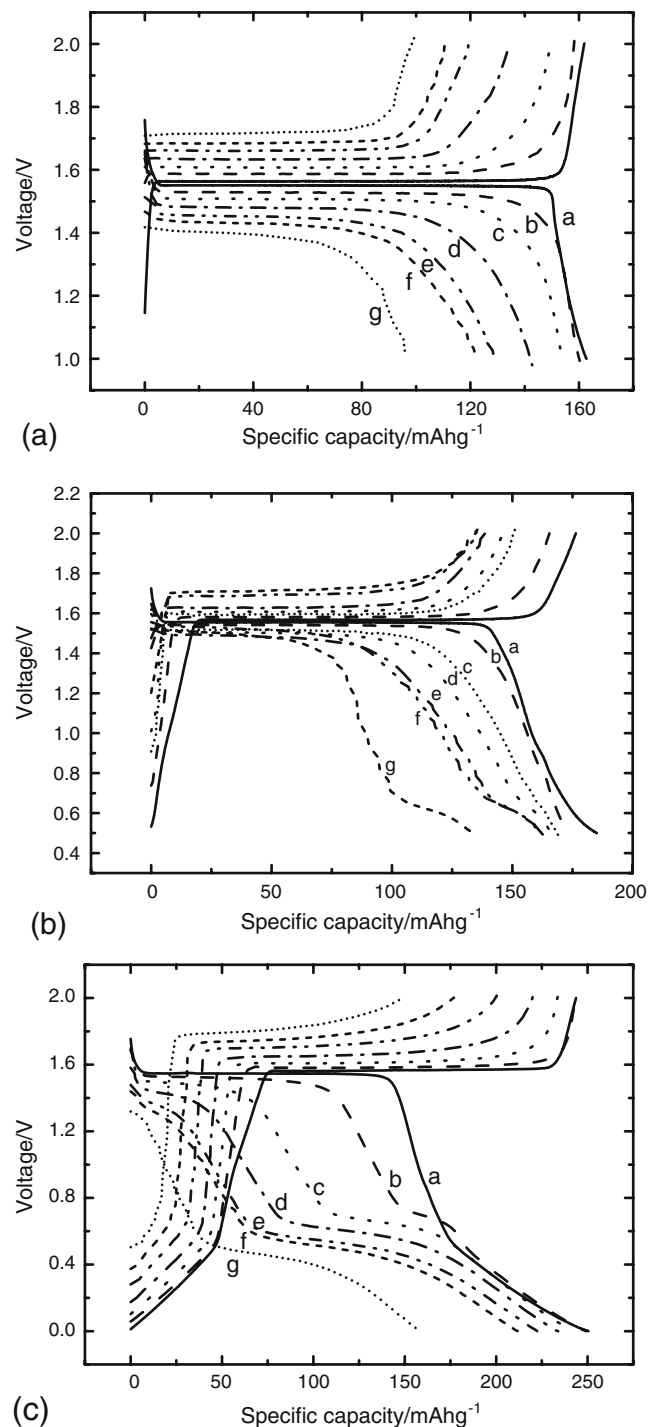 2.0
1.8
1.6
1.4
1.2
1.0
Voltage/V
a
b
c
d
e
f
g
0 40 80 120 160
Specific capacity/mAhg-1
(a)
2.2
2.0
1.8
1.6
1.4
1.2
1.0
0.8
0.6
0.4
Voltage/V
a
b
c
d
e
f
g
0 50 100 150 200
Specific capacity/mAhg-1
(b)
2.0
1.6
1.2
0.8
0.4
0.0
Voltage/V
a
b
c
d
e
f
g
0 50 100 150 200 250
Specific capacity/mAhg-1
(c)